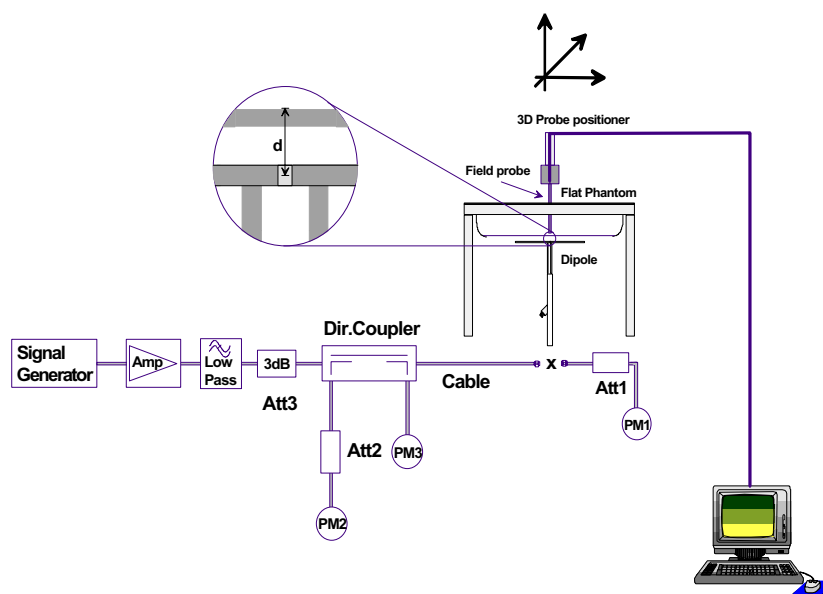 3D Probe positioner
d
Field probe
Flat Phantom
Dipole
Dir.Coupler
Signal
Generator
Amp
Low
Pass
3dB
Cable
x
Att1
Att3
Att2
PM3
PM1
PM2